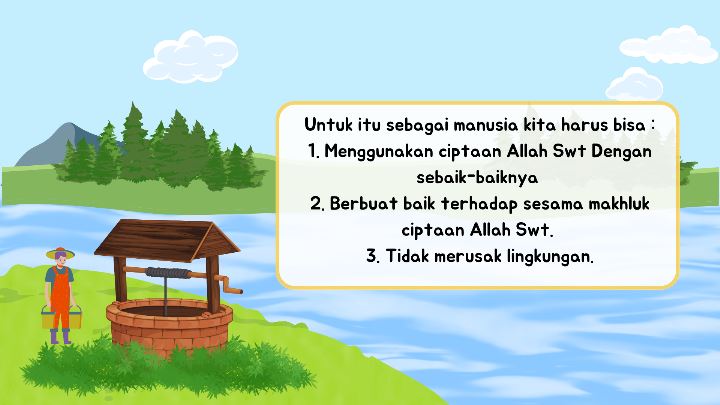 Untuk itu sebagai manusia kita harus bisa :
1. Menggunakan ciptaan Allah Swt Dengan
sebaik-baiknya
2. Berbuat baik terhadap sesama makhluk
ciptaan Allah Swt.
3. Tidak merusak lingkungan.